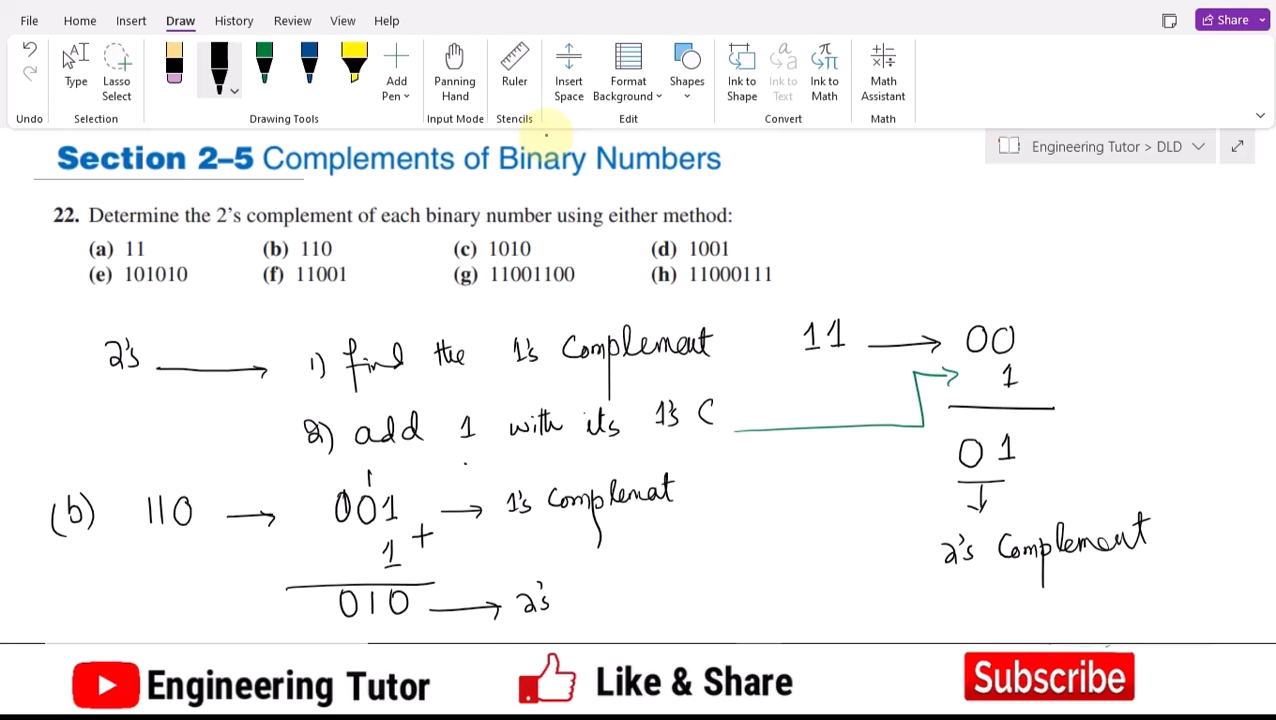 File Home Insert Draw History Review View Help
Share
Type Lasso Select
Add Pen
Panning Hand
Ruler
Insert Space
Format Background
Shapes
Ink to Shape
Ink to Text
Ink to Math
Math Assistant
Undo Selection Drawing Tools Input Mode Stencils Edit Convert Math
Section 2–5 Complements of Binary Numbers
Engineering Tutor > DLD
22. Determine the 2's complement of each binary number using either method:
(a) 11 (b) 110 (c) 1010 (d) 1001
(e) 101010 (f) 11001 (g) 11001100 (h) 11000111
2's → 1) find the 1's Complement
11 → 00
1
2) add 1 with its 1's C
01
2's Complement
(b) 110 → 001 → 1's Complemat
1
1 +
010 → 2's
Engineering Tutor
Like & Share
Subscribe